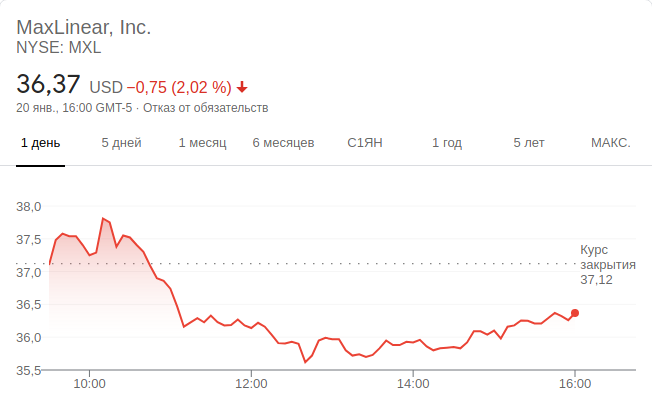 MaxLinear, Inc.
NYSE: MXL
36,37 USD −0,75 (2,02 %)
20 янв., 16:00 GMT-5 · Отказ от обязательств
1 день 5 дней 1 месяц 6 месяцев С1ЯН 1 год 5 лет МАКС.
38,0
37,5
37,0
36,5
36,0
35,5
Курс
закрытия
37,12
10:00 12:00 14:00 16:00